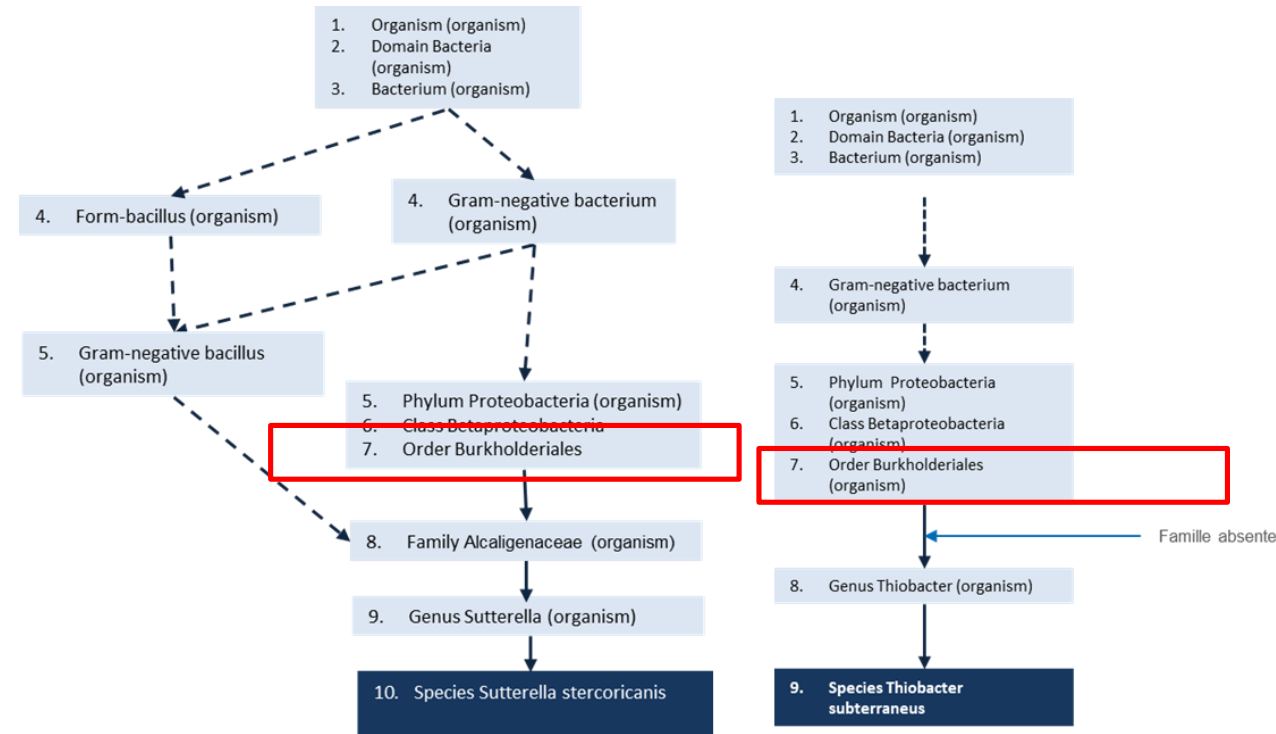 1. Organism (organism)
2. Domain Bacteria
(organism)
3. Bacterium (organism)
4. Form-bacillus (organism)
4. Gram-negative bacterium
(organism)
5. Gram-negative bacillus
(organism)
5. Phylum Proteobacteria (organism)
6. Class Betaproteobacteria
7. Order Burkholderiales
8. Family Alcaligenaceae (organism)
9. Genus Sutterella (organism)
10. Species Sutterella stercoricanis
1. Organism (organism)
2. Domain Bacteria (organism)
3. Bacterium (organism)
4. Gram-negative bacterium
(organism)
5. Phylum Proteobacteria
(organism)
6. Class Betaproteobacteria
(organism)
7. Order Burkholderiales
(organism)
Famille absente
8. Genus Thiobacter (organism)
9. Species Thiobacter
subterraneus